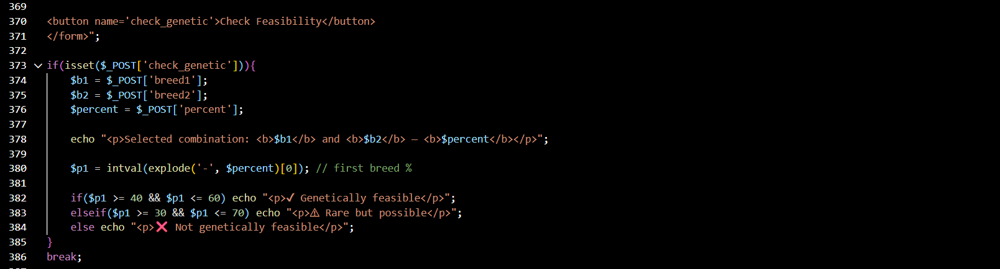 369
370 <button name='check_genetic'>Check Feasibility</button>
371 </form>";
372
373 if(isset($_POST['check_genetic'])){
374     $b1 = $_POST['breed1'];
375     $b2 = $_POST['breed2'];
376     $percent = $_POST['percent'];
377
378     echo "<p>Selected combination: <b>$b1</b> and <b>$b2</b> — <b>$percent</b></p>";
379
380     $p1 = intval(explode('-', $percent)[0]); // first breed %
381
382     if($p1 >= 40 && $p1 <= 60) echo "<p>✔ Genetically feasible</p>";
383     elseif($p1 >= 30 && $p1 <= 70) echo "<p>⚠ Rare but possible</p>";
384     else echo "<p>❌ Not genetically feasible</p>";
385 }
386 break;